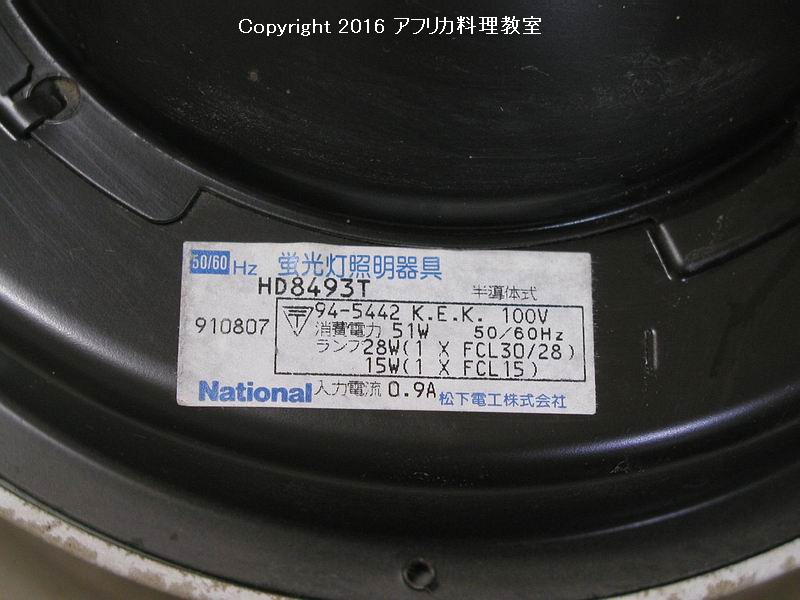 Copyright 2016 アフリカ料理教室
50/60 Hz 蛍光灯照明器具
HD8493T 半導体式
910807
〒 94-5442 K.E.K. 100V
消費電力 51W 50/60Hz
ランプ 28W(1 X FCL30/28)
15W(1 X FCL15)
National 入力電流 0.9A 松下電工株式会社